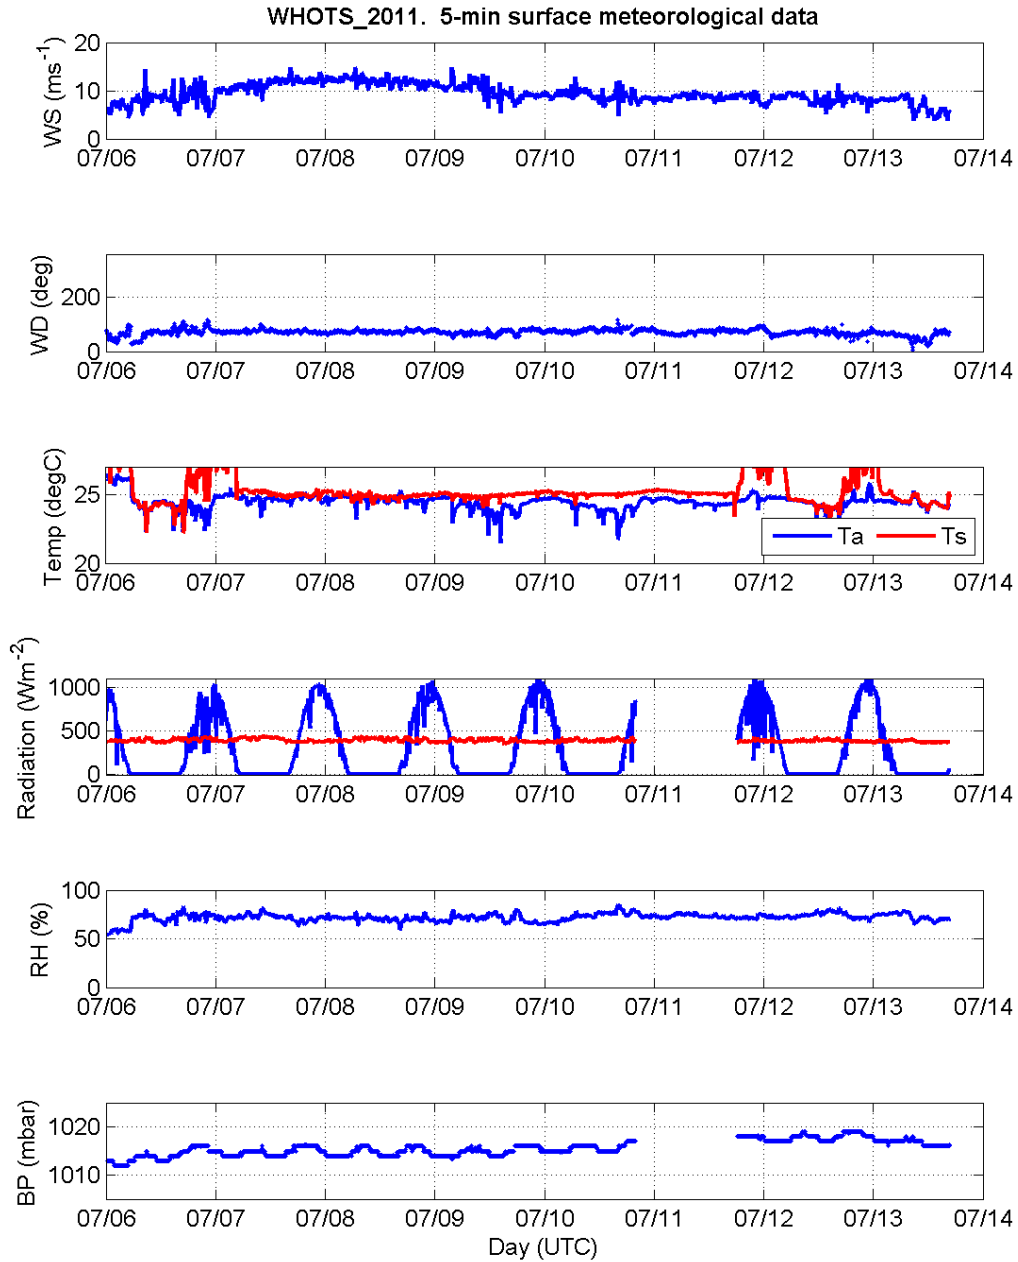 WHOTS_2011.  5-min surface meteorological data
WS (ms⁻¹)
20
10
0
07/06 07/07 07/08 07/09 07/10 07/11 07/12 07/13 07/14
WD (deg)
200
0
07/06 07/07 07/08 07/09 07/10 07/11 07/12 07/13 07/14
Temp (degC)
25
20
Ta Ts
07/06 07/07 07/08 07/09 07/10 07/11 07/12 07/13 07/14
Radiation (Wm⁻²)
1000
500
0
07/06 07/07 07/08 07/09 07/10 07/11 07/12 07/13 07/14
RH (%)
100
50
0
07/06 07/07 07/08 07/09 07/10 07/11 07/12 07/13 07/14
BP (mbar)
1020
1010
07/06 07/07 07/08 07/09 07/10 07/11 07/12 07/13 07/14
Day (UTC)